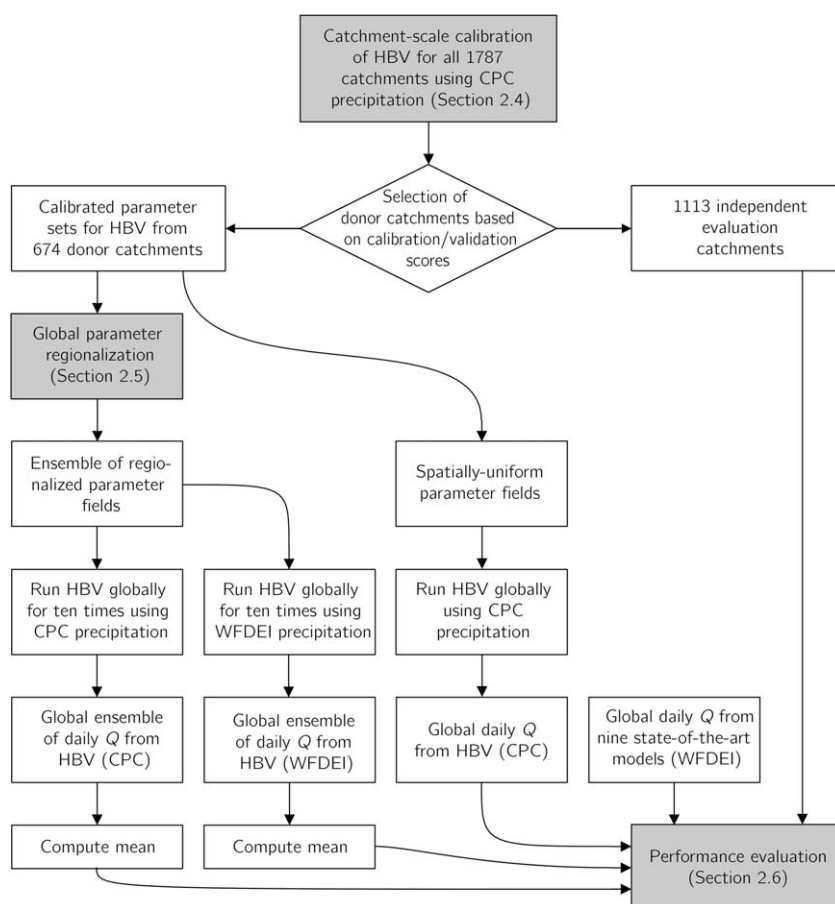 Catchment-scale calibration
of HBV for all 1787
catchments using CPC
precipitation (Section 2.4)
Selection of
donor catchments based
on calibration/validation
scores
Calibrated parameter
sets for HBV from
674 donor catchments
1113 independent
evaluation
catchments
Global parameter
regionalization
(Section 2.5)
Ensemble of regio-
nalized parameter
fields
Spatially-uniform
parameter fields
Run HBV globally
for ten times using
CPC precipitation
Run HBV globally
for ten times using
WFDEI precipitation
Run HBV globally
using CPC
precipitation
Global ensemble
of daily Q from
HBV (CPC)
Global ensemble
of daily Q from
HBV (WFDEI)
Global daily Q
from HBV (CPC)
Global daily Q from
nine state-of-the-art
models (WFDEI)
Compute mean
Compute mean
Performance evaluation
(Section 2.6)